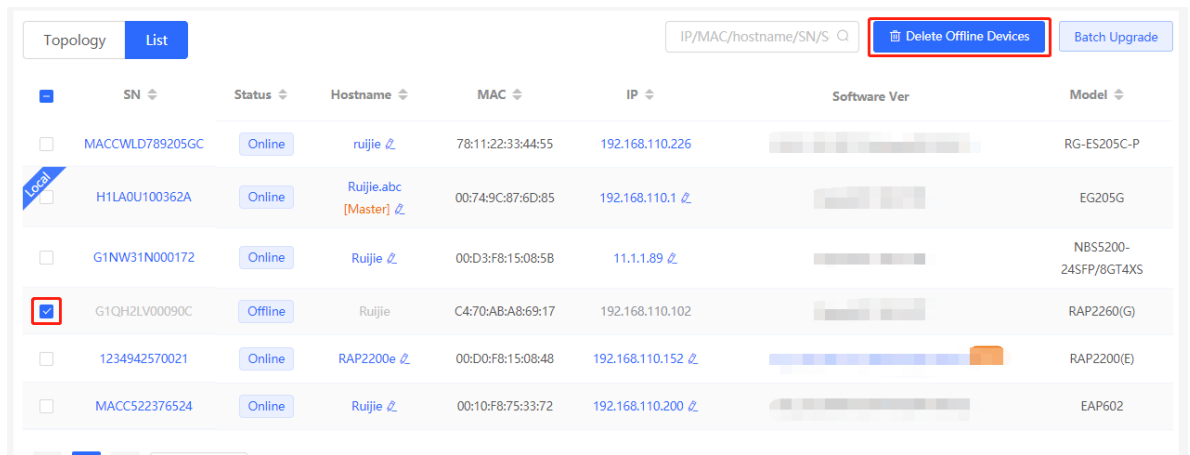 Topology List IP/MAC/hostname/SN/S Delete Offline Devices Batch Upgrade
SN Status Hostname MAC IP Software Ver Model
MACCWLD789205GC Online ruijie 78:11:22:33:44:55 192.168.110.226 RG-ES205C-P
Local
H1LA0U100362A Online Ruijie.abc 00:74:9C:87:6D:85 192.168.110.1 EG205G
[Master]
G1NW31N000172 Online Ruijie 00:D3:F8:15:08:5B 11.1.1.89 NBS5200-
24SFP/8GT4XS
G1QH2LV00090C Offline Ruijie C4:70:AB:A8:69:17 192.168.110.102 RAP2260(G)
1234942570021 Online RAP2200e 00:D0:F8:15:08:48 192.168.110.152 RAP2200(E)
MACC522376524 Online Ruijie 00:10:F8:75:33:72 192.168.110.200 EAP602